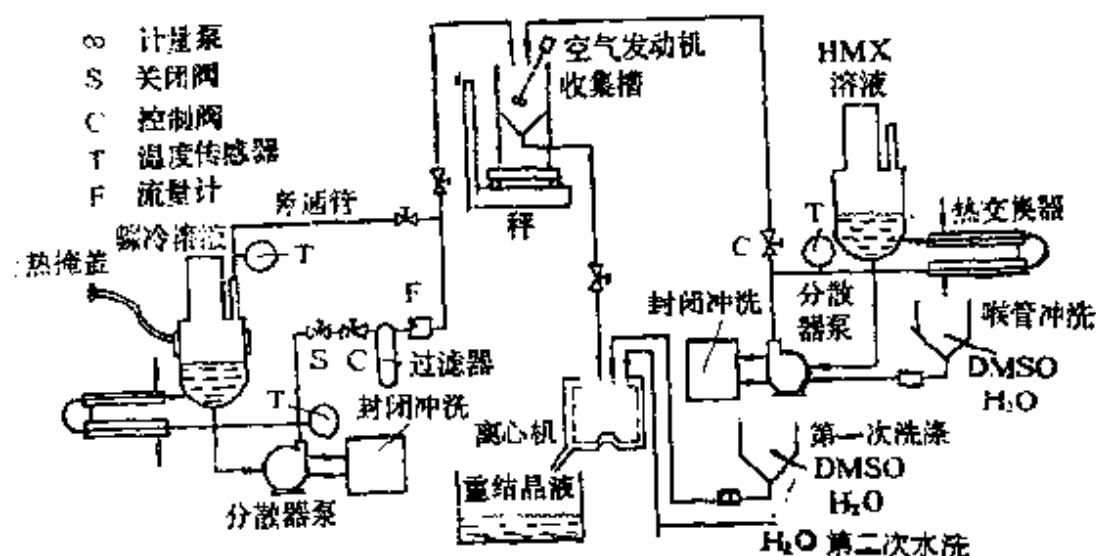 ∞ 计量泵
S 关闭阀
C 控制阀
T 温度传感器
F 流量计
空气发动机
收集槽
秤
HMX
溶液
T
热交换器
C
分散
器泵
喉管冲洗
DMSO
H₂O
封闭冲洗
旁通管
T
热掩盖
F
S C 过滤器
T
封闭冲洗
分散器泵
离心机
重结晶液
第一次洗涤
DMSO
H₂O
H₂O 第二次水洗